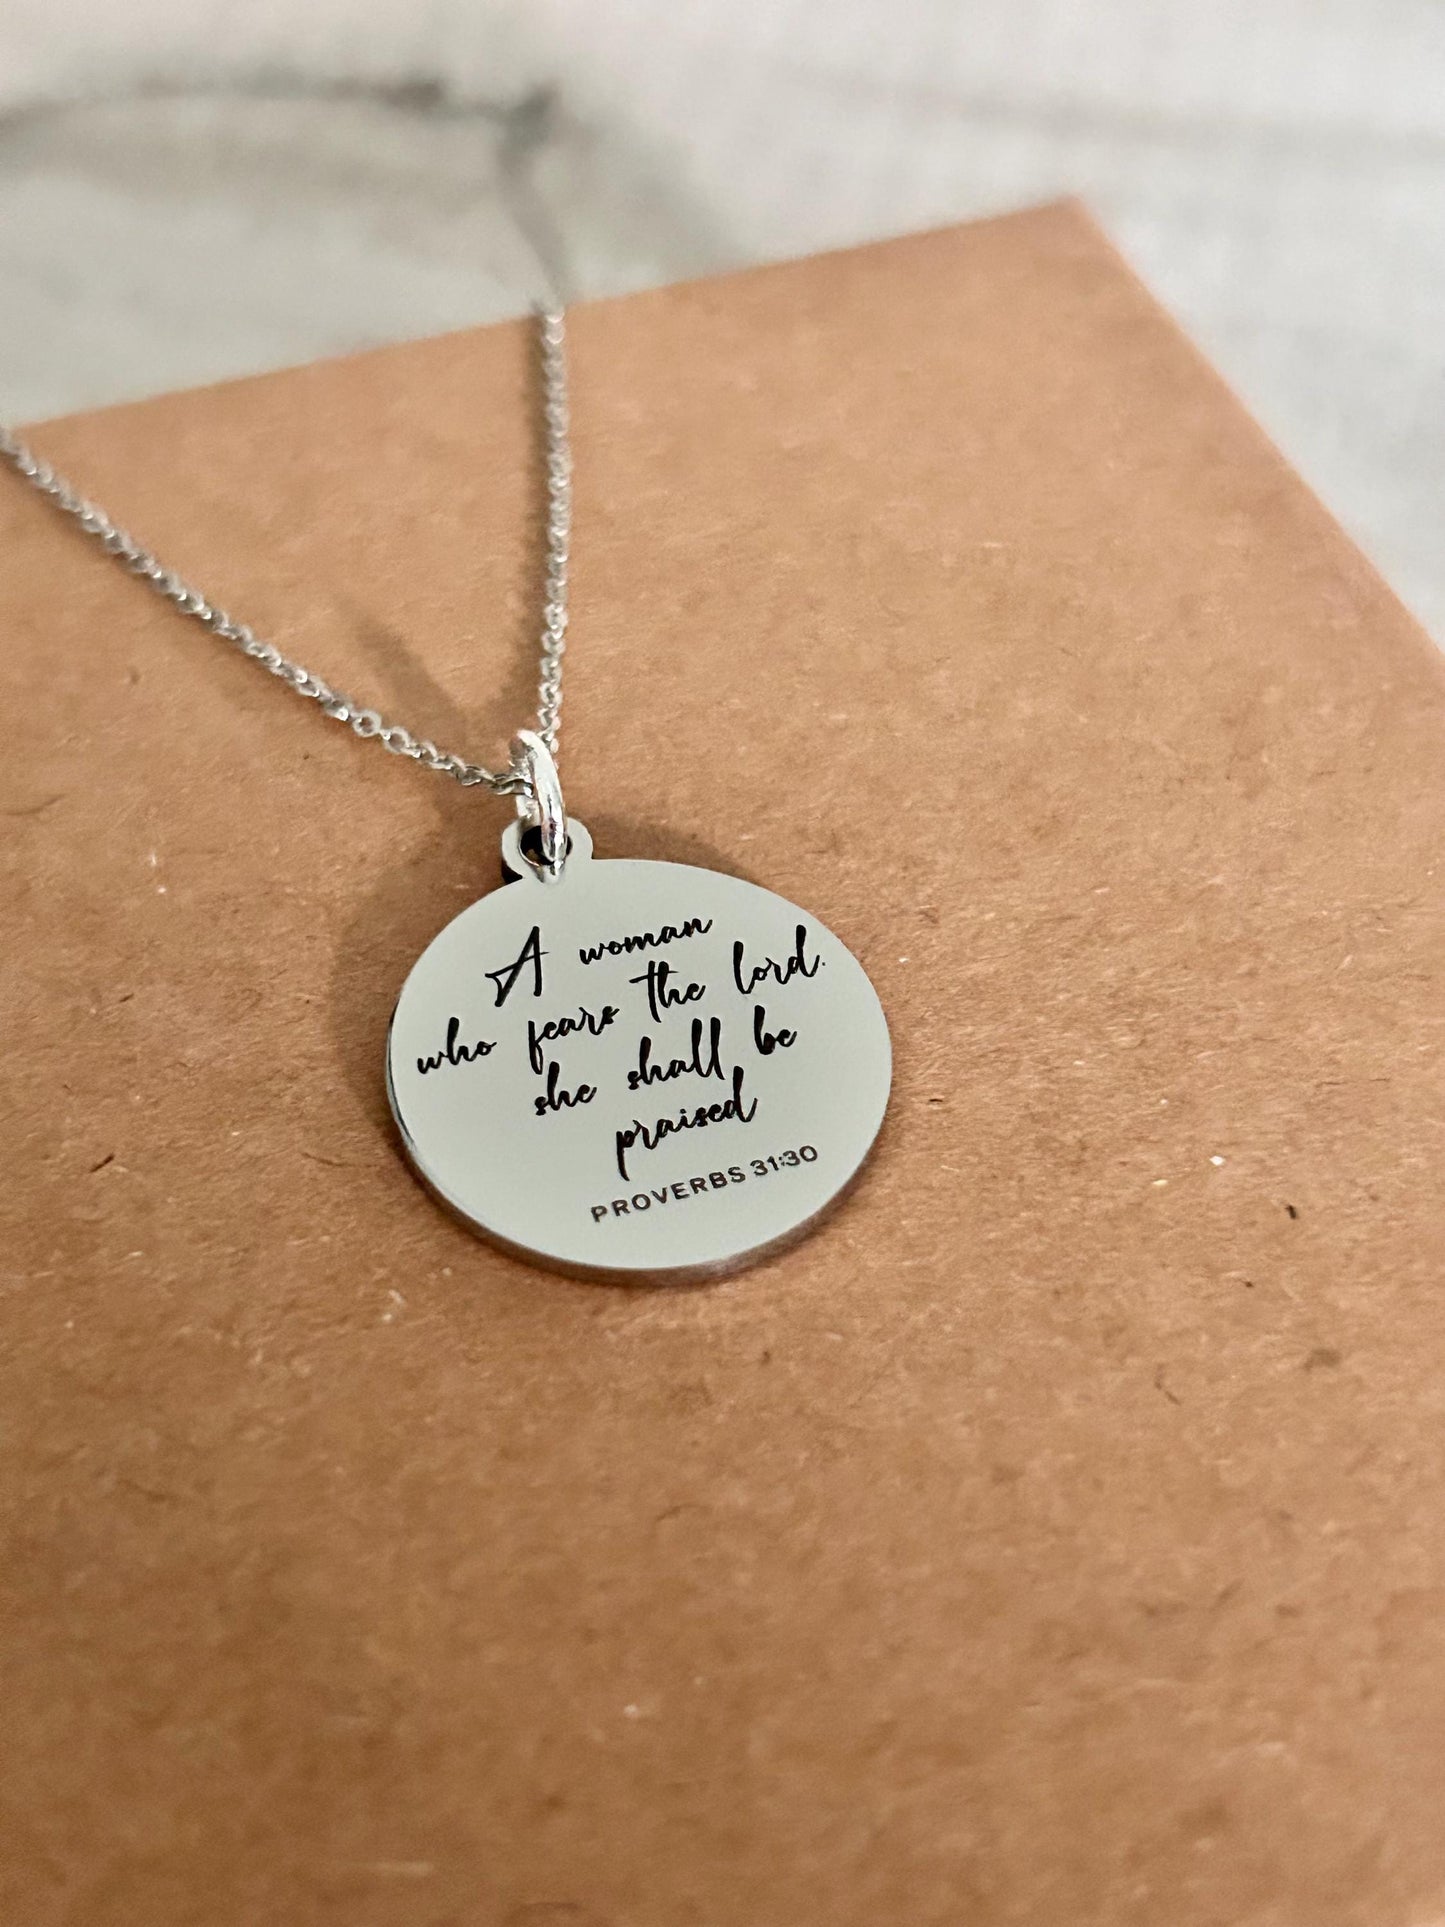 A woman
who fears the lord.
she shall be
praised
PROVERBS 31:30